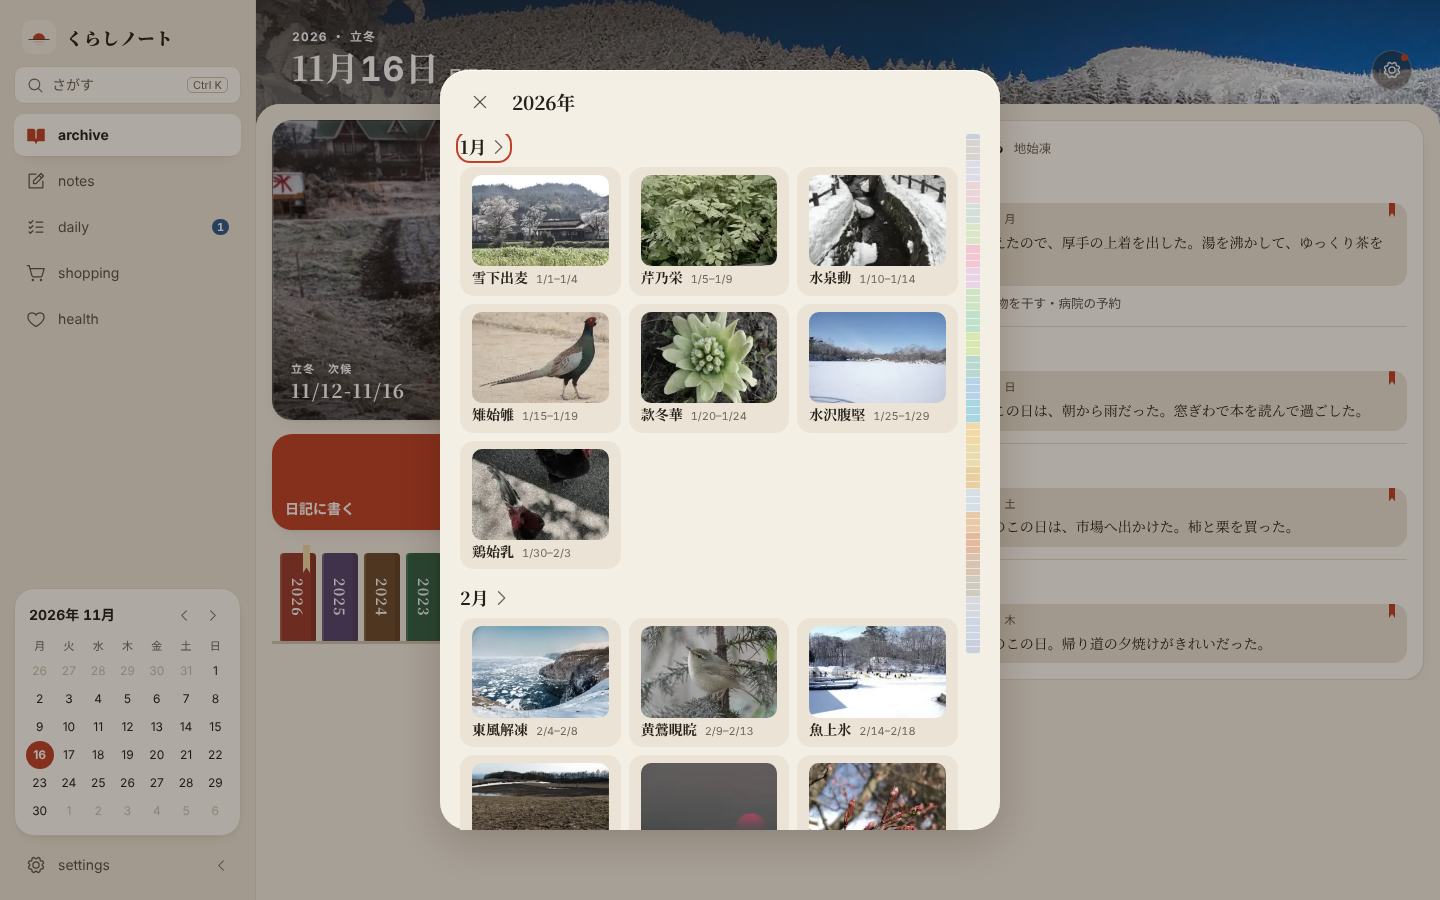 くらしノート
さがす
Ctrl K
archive
notes
daily
1
shopping
health
2026年 11月
月 火 水 木 金 土 日
26 27 28 29 30 31 1
2 3 4 5 6 7 8
9 10 11 12 13 14 15
16 17 18 19 20 21 22
23 24 25 26 27 28 29
30 1 2 3 4 5 6
settings
2026 ・ 立冬
11月16日
立冬 次候
11/12-11/16
日記に書く
2026
2025
2024
2023
2026年
1月
雪下出麦 1/1–1/4
芹乃栄 1/5–1/9
水泉動 1/10–1/14
雉始雊 1/15–1/19
款冬華 1/20–1/24
水沢腹堅 1/25–1/29
鶏始乳 1/30–2/3
2月
東風解凍 2/4–2/8
黄鶯睍睆 2/9–2/13
魚上氷 2/14–2/18
地始凍
月
えたので、厚手の上着を出した。湯を沸かして、ゆっくり茶を
物を干す・病院の予約
日
この日は、朝から雨だった。窓ぎわで本を読んで過ごした。
土
のこの日は、市場へ出かけた。柿と栗を買った。
木
のこの日。帰り道の夕焼けがきれいだった。